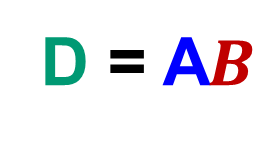 D = AB